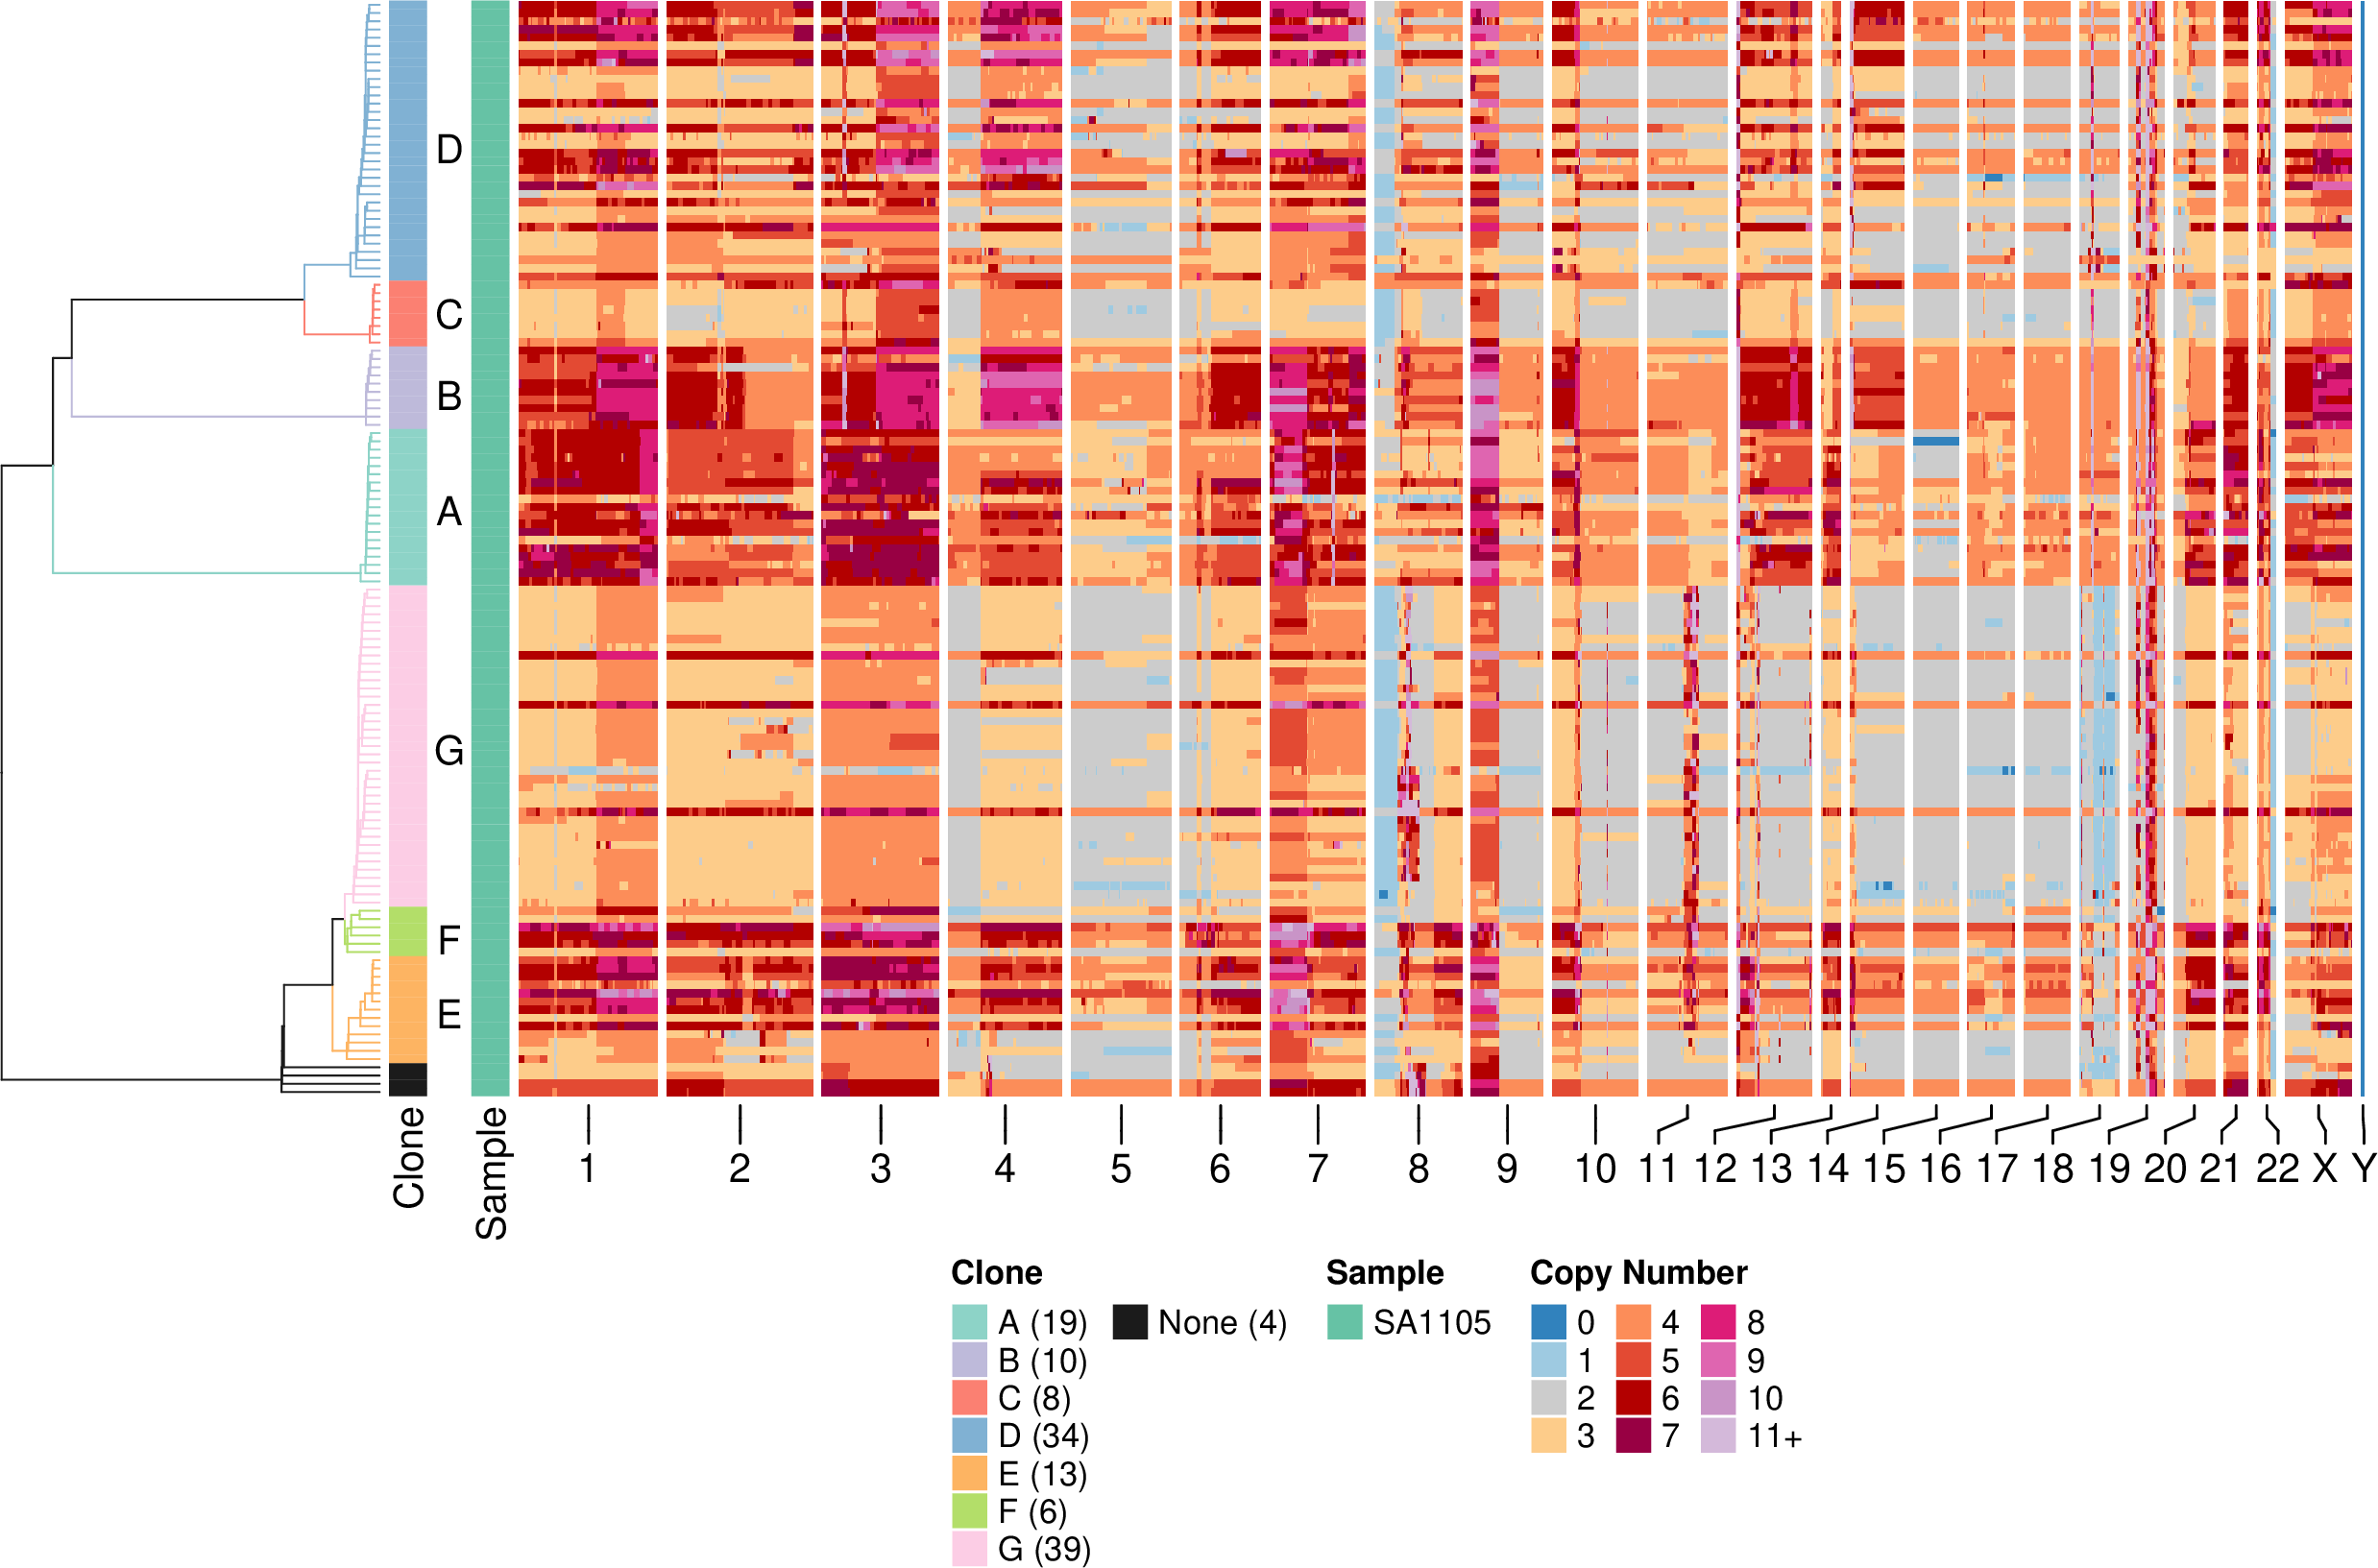 D
C
B
A
G
F
E
Clone
Sample
1 2 3 4 5 6 7 8 9 10 11 12 13 14 15 16 17 18 19 20 21 22 X Y
Clone Sample Copy Number
A (19) None (4) SA1105 0 4 8
B (10) 1 5 9
C (8) 2 6 10
D (34) 3 7 11+
E (13)
F (6)
G (39)